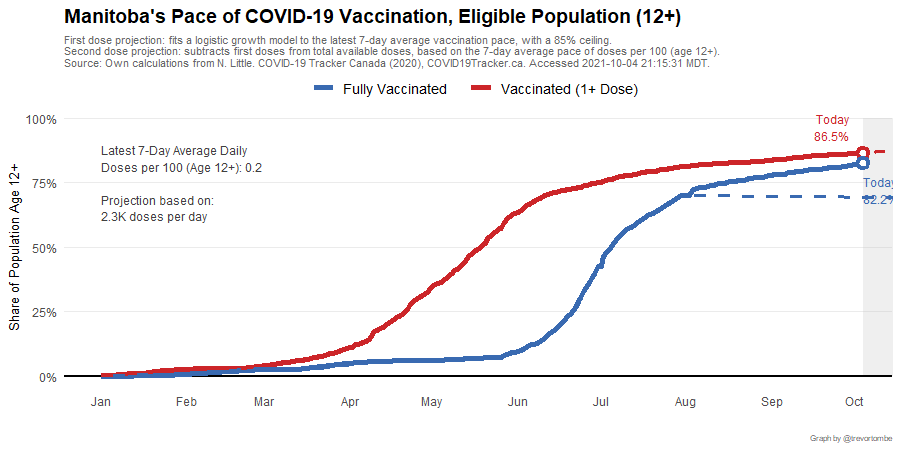 Manitoba's Pace of COVID-19 Vaccination, Eligible Population (12+)
First dose projection: fits a logistic growth model to the latest 7-day average vaccination pace, with a 85% ceiling.
Second dose projection: subtracts first doses from total available doses, based on the 7-day average pace of doses per 100 (age 12+).
Source: Own calculations from N. Little. COVID-19 Tracker Canada (2020), COVID19Tracker.ca. Accessed 2021-10-04 21:15:31 MDT.
Fully Vaccinated
Vaccinated (1+ Dose)
Share of Population Age 12+
100%
75%
50%
25%
0%
Latest 7-Day Average Daily
Doses per 100 (Age 12+): 0.2
Projection based on:
2.3K doses per day
Today
86.5%
Today
82.2%
Jan Feb Mar Apr May Jun Jul Aug Sep Oct
Graph by @trevortombe